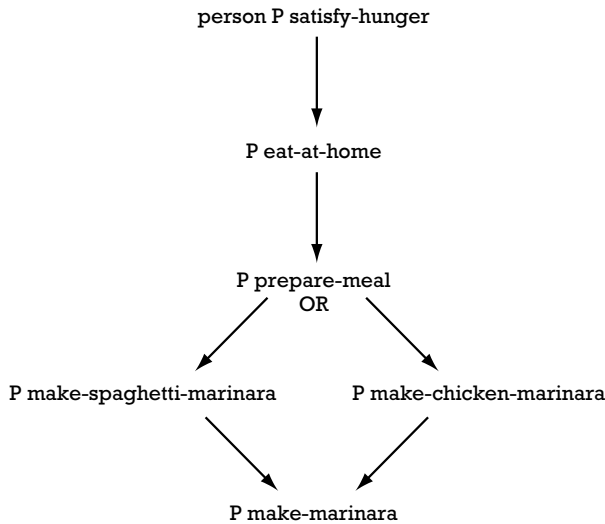 person P satisfy-hunger
P eat-at-home
P prepare-meal
OR
P make-spaghetti-marinara
P make-chicken-marinara
P make-marinara